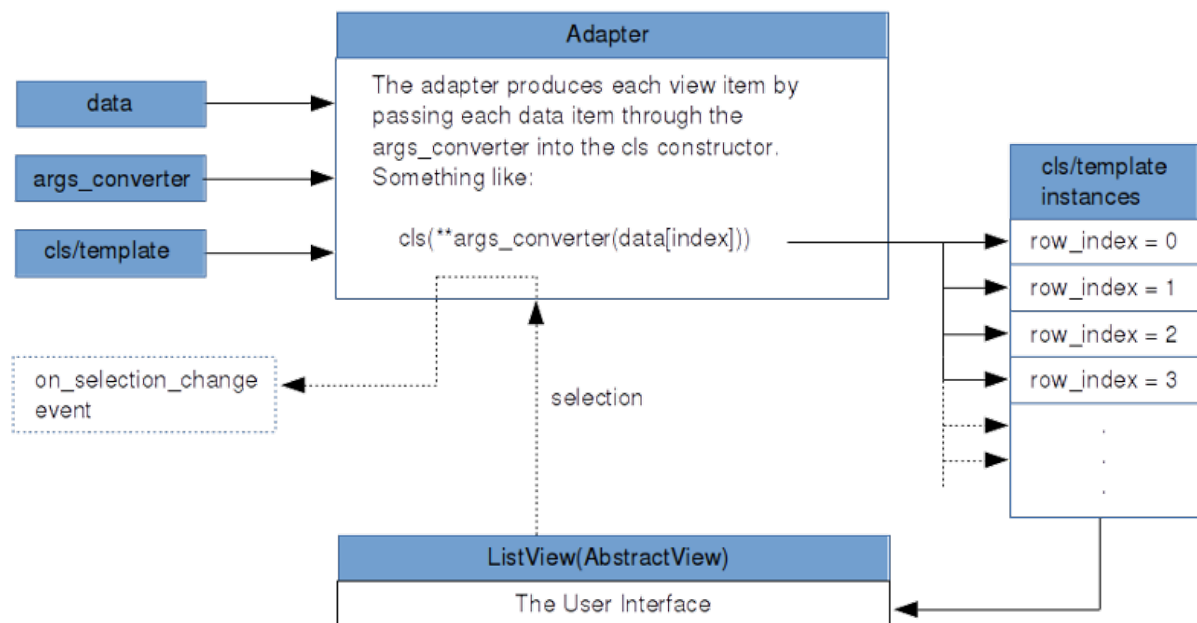 Adapter
The adapter produces each view item by
passing each data item through the
args_converter into the cls constructor.
Something like:
cls(**args_converter(data[index]))
data
args_converter
cls/template
on_selection_change
event
selection
cls/template
instances
row_index = 0
row_index = 1
row_index = 2
row_index = 3
.
.
.
ListView(AbstractView)
The User Interface